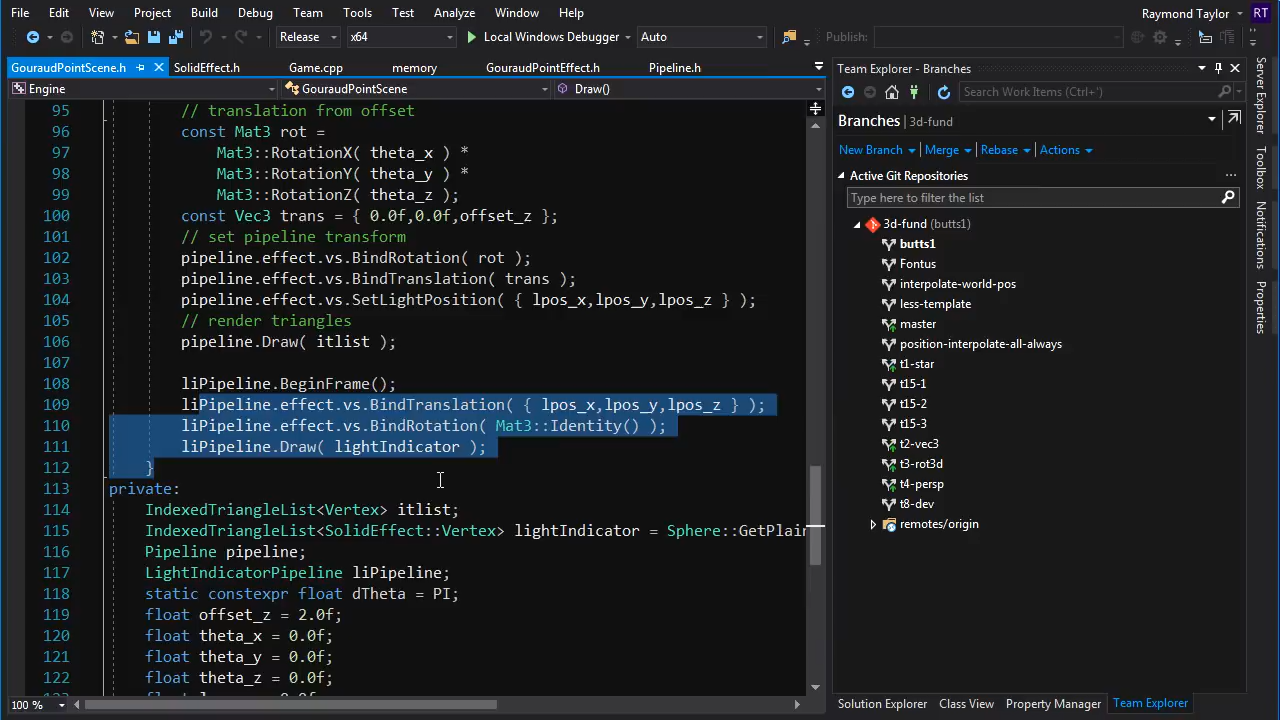 File Edit View Project Build Debug Team Tools Test Analyze Window Help Raymond Taylor RT
Release x64 Local Windows Debugger Auto Publish:
GouraudPointScene.h SolidEffect.h Game.cpp memory GouraudPointEffect.h Pipeline.h
Engine GouraudPointScene Draw()
95 // translation from offset
96 const Mat3 rot =
97 Mat3::RotationX( theta_x ) *
98 Mat3::RotationY( theta_y ) *
99 Mat3::RotationZ( theta_z );
100 const Vec3 trans = { 0.0f,0.0f,offset_z };
101 // set pipeline transform
102 pipeline.effect.vs.BindRotation( rot );
103 pipeline.effect.vs.BindTranslation( trans );
104 pipeline.effect.vs.SetLightPosition( { lpos_x,lpos_y,lpos_z } );
105 // render triangles
106 pipeline.Draw( itlist );
107
108 liPipeline.BeginFrame();
109 liPipeline.effect.vs.BindTranslation( { lpos_x,lpos_y,lpos_z } );
110 liPipeline.effect.vs.BindRotation( Mat3::Identity() );
111 liPipeline.Draw( lightIndicator );
112 }
113 private:
114 IndexedTriangleList<Vertex> itlist;
115 IndexedTriangleList<SolidEffect::Vertex> lightIndicator = Sphere::GetPlain
116 Pipeline pipeline;
117 LightIndicatorPipeline liPipeline;
118 static constexpr float dTheta = PI;
119 float offset_z = 2.0f;
120 float theta_x = 0.0f;
121 float theta_y = 0.0f;
122 float theta_z = 0.0f;
100 %
Team Explorer - Branches
Search Work Items (Ctrl+')
Branches | 3d-fund
New Branch Merge Rebase Actions
Active Git Repositories
Type here to filter the list
3d-fund (butts1)
butts1
Fontus
interpolate-world-pos
less-template
master
position-interpolate-all-always
t1-star
t15-1
t15-2
t15-3
t2-vec3
t3-rot3d
t4-persp
t8-dev
remotes/origin
Solution Explorer Class View Property Manager Team Explorer
Server Explorer
Toolbox
Notifications
Properties